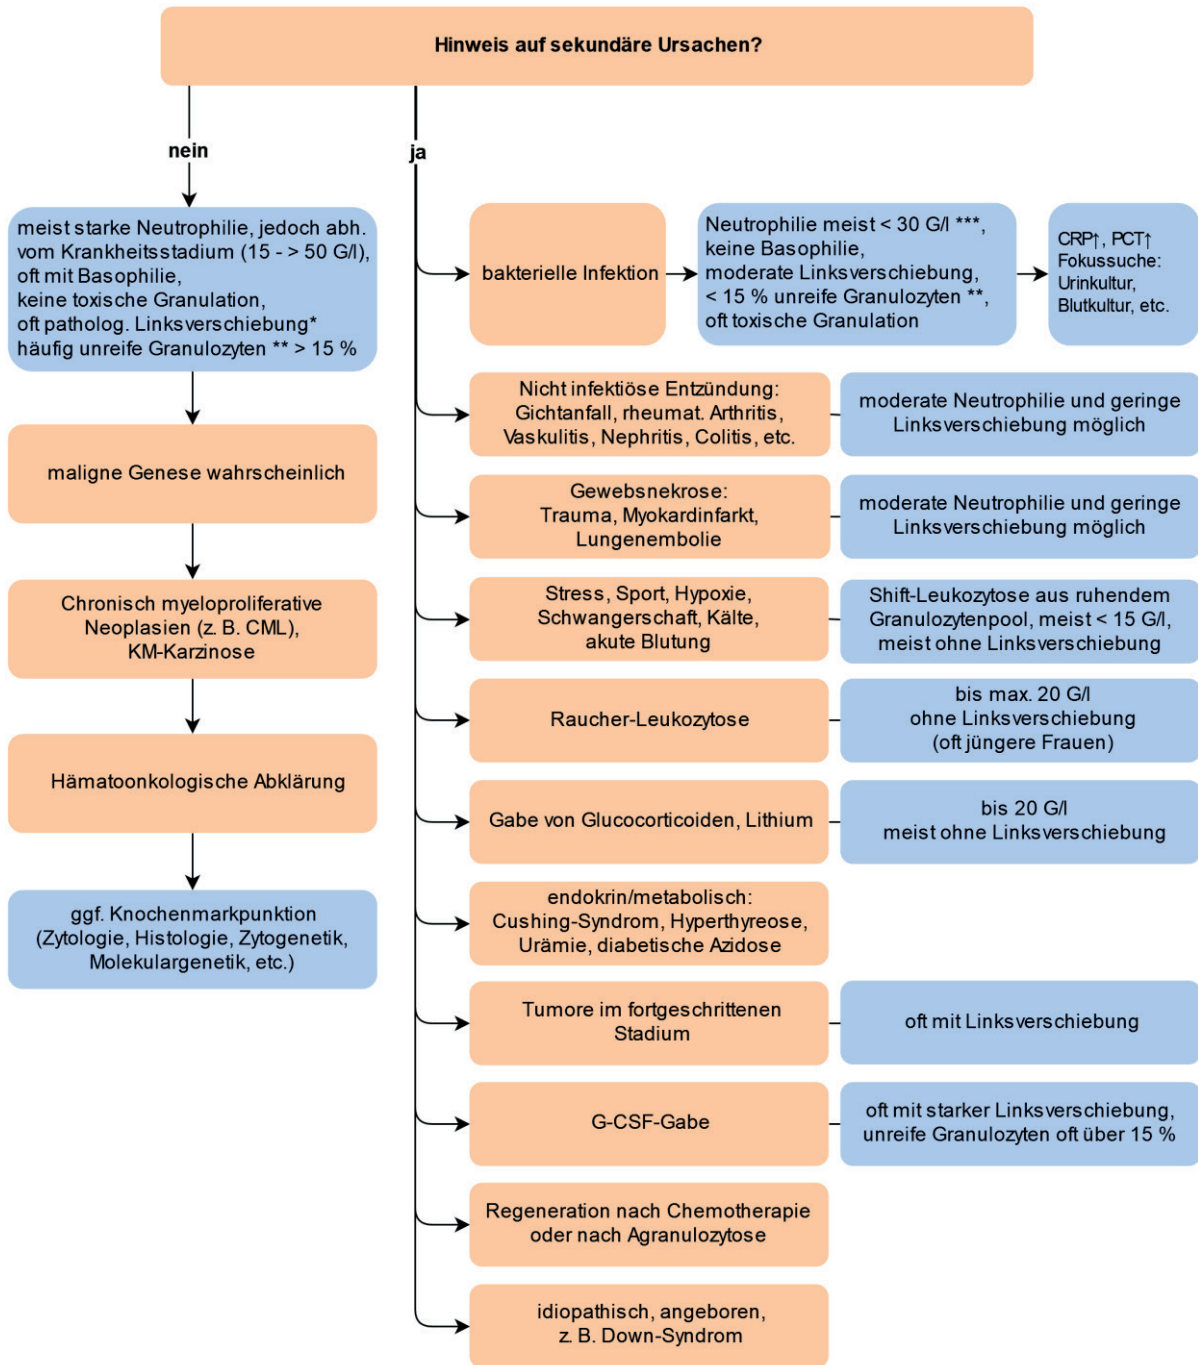 Hinweis auf sekundäre Ursachen?
nein
ja
meist starke Neutrophilie, jedoch abh.
vom Krankheitsstadium (15 - > 50 G/l),
oft mit Basophilie,
keine toxische Granulation,
oft patholog. Linksverschiebung*
häufig unreife Granulozyten ** > 15 %
maligne Genese wahrscheinlich
Chronisch myeloproliferative
Neoplasien (z. B. CML),
KM-Karzinose
Hämatoonkologische Abklärung
ggf. Knochenmarkpunktion
(Zytologie, Histologie, Zytogenetik,
Molekulargenetik, etc.)
bakterielle Infektion
Neutrophilie meist < 30 G/l ***,
keine Basophilie,
moderate Linksverschiebung,
< 15 % unreife Granulozyten **,
oft toxische Granulation
CRP↑, PCT↑
Fokussuche:
Urinkultur,
Blutkultur, etc.
Nicht infektiöse Entzündung:
Gichtanfall, rheumat. Arthritis,
Vaskulitis, Nephritis, Colitis, etc.
moderate Neutrophilie und geringe
Linksverschiebung möglich
Gewebsnekrose:
Trauma, Myokardinfarkt,
Lungenembolie
moderate Neutrophilie und geringe
Linksverschiebung möglich
Stress, Sport, Hypoxie,
Schwangerschaft, Kälte,
akute Blutung
Shift-Leukozytose aus ruhendem
Granulozytenpool, meist < 15 G/l,
meist ohne Linksverschiebung
Raucher-Leukozytose
bis max. 20 G/l
ohne Linksverschiebung
(oft jüngere Frauen)
Gabe von Glucocorticoiden, Lithium
bis 20 G/l
meist ohne Linksverschiebung
endokrin/metabolisch:
Cushing-Syndrom, Hyperthyreose,
Urämie, diabetische Azidose
Tumore im fortgeschrittenen
Stadium
oft mit Linksverschiebung
G-CSF-Gabe
oft mit starker Linksverschiebung,
unreife Granulozyten oft über 15 %
Regeneration nach Chemotherapie
oder nach Agranulozytose
idiopathisch, angeboren,
z. B. Down-Syndrom